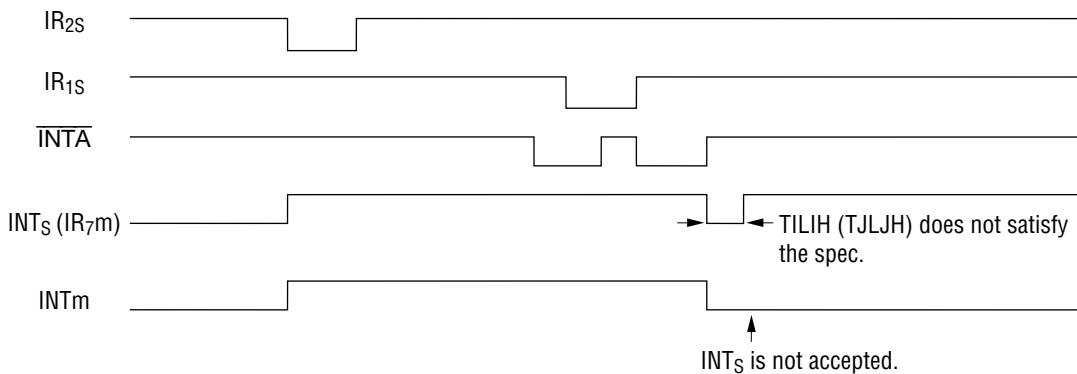 IR2S
IR1S
INTA
INTS (IR7m)
TILIH (TJLJH) does not satisfy
the spec.
INTm
INTS is not accepted.